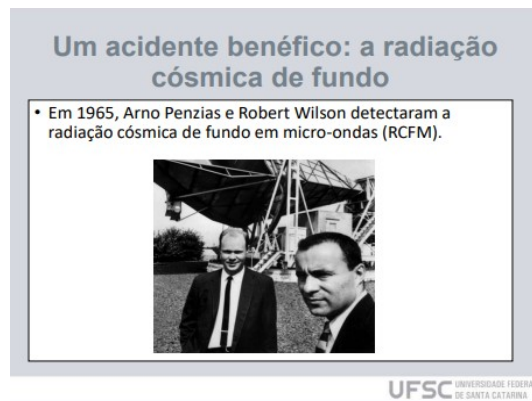 Um acidente benéfico: a radiação
cósmica de fundo
• Em 1965, Arno Penzias e Robert Wilson detectaram a
radiação cósmica de fundo em micro-ondas (RCFM).
UFSC UNIVERSIDADE FEDERA
DE SANTA CATARINA